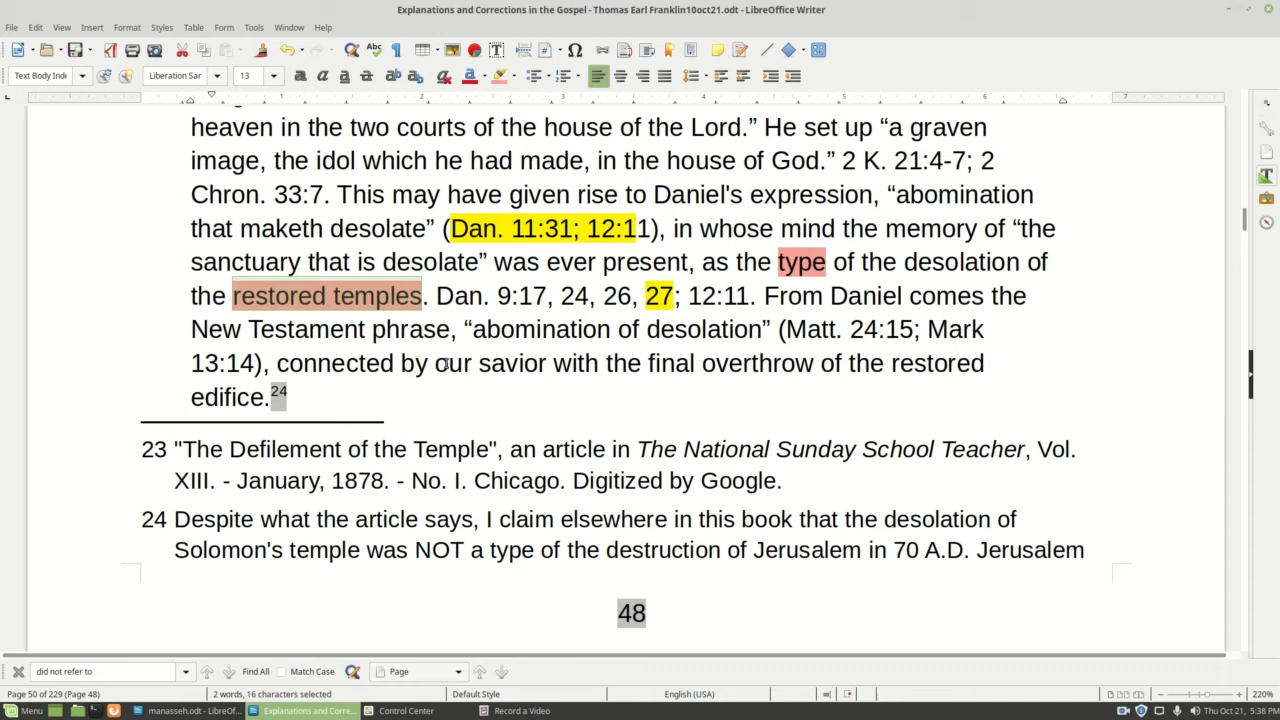 Explanations and Corrections in the Gospel - Thomas Earl Franklin10oct21.odt - LibreOffice Writer
File Edit View Insert Format Styles Table Form Tools Window Help
Text Body Ind Liberation Sar 13
1 2 3 4 5 6 7
heaven in the two courts of the house of the Lord.” He set up “a graven
image, the idol which he had made, in the house of God.” 2 K. 21:4-7; 2
Chron. 33:7. This may have given rise to Daniel's expression, “abomination
that maketh desolate” (Dan. 11:31; 12:11), in whose mind the memory of “the
sanctuary that is desolate” was ever present, as the type of the desolation of
the restored temples. Dan. 9:17, 24, 26, 27; 12:11. From Daniel comes the
New Testament phrase, “abomination of desolation” (Matt. 24:15; Mark
13:14), connected by our savior with the final overthrow of the restored
edifice.24
23 "The Defilement of the Temple", an article in The National Sunday School Teacher, Vol.
XIII. - January, 1878. - No. I. Chicago. Digitized by Google.
24 Despite what the article says, I claim elsewhere in this book that the desolation of
Solomon's temple was NOT a type of the destruction of Jerusalem in 70 A.D. Jerusalem
48
did not refer to Find All Match Case Page
Page 50 of 229 (Page 48) 2 words, 16 characters selected Default Style English (USA) 220%
Menu manasseh.odt - LibreOf... Explanations and Corre... Control Center Record a Video Thu Oct 21, 5:38 PM